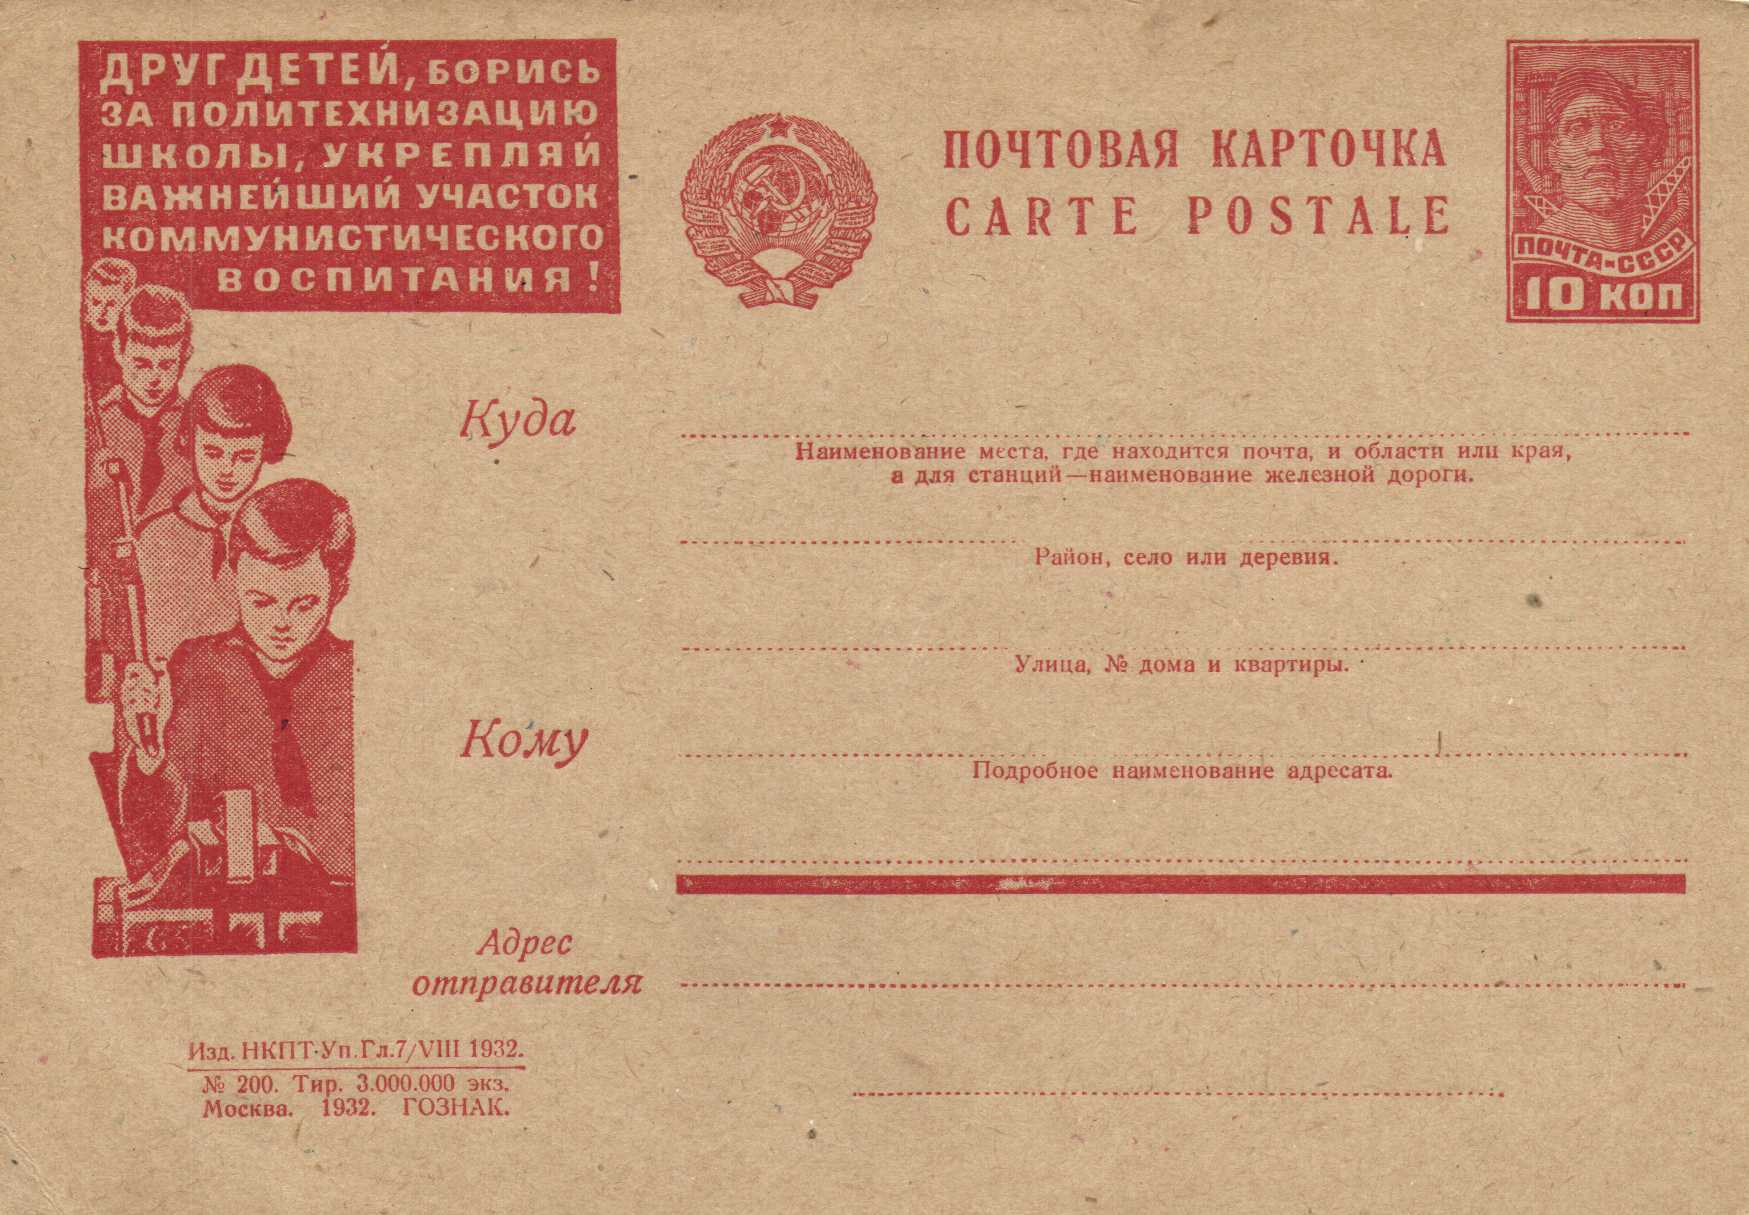 ДРУГ ДЕТЕЙ, БОРИСЬ
ЗА ПОЛИТЕХНИЗАЦИЮ
ШКОЛЫ, УКРЕПЛЯЙ
ВАЖНЕЙШИЙ УЧАСТОК
КОММУНИСТИЧЕСКОГО
ВОСПИТАНИЯ!
ПОЧТОВАЯ КАРТОЧКА
CARTE POSTALE
ПОЧТА-СССР
10 КОП
Куда
Наименование места, где находится почта, и области или края,
а для станций—наименование железной дороги.
Район, село или деревня.
Улица, № дома и квартиры.
Кому
Подробное наименование адресата.
Адрес
отправителя
Изд. НКПТ-Уп.Гл.7/VIII 1932.
№ 200. Тир. 3.000.000 экз.
Москва. 1932. ГОЗНАК.